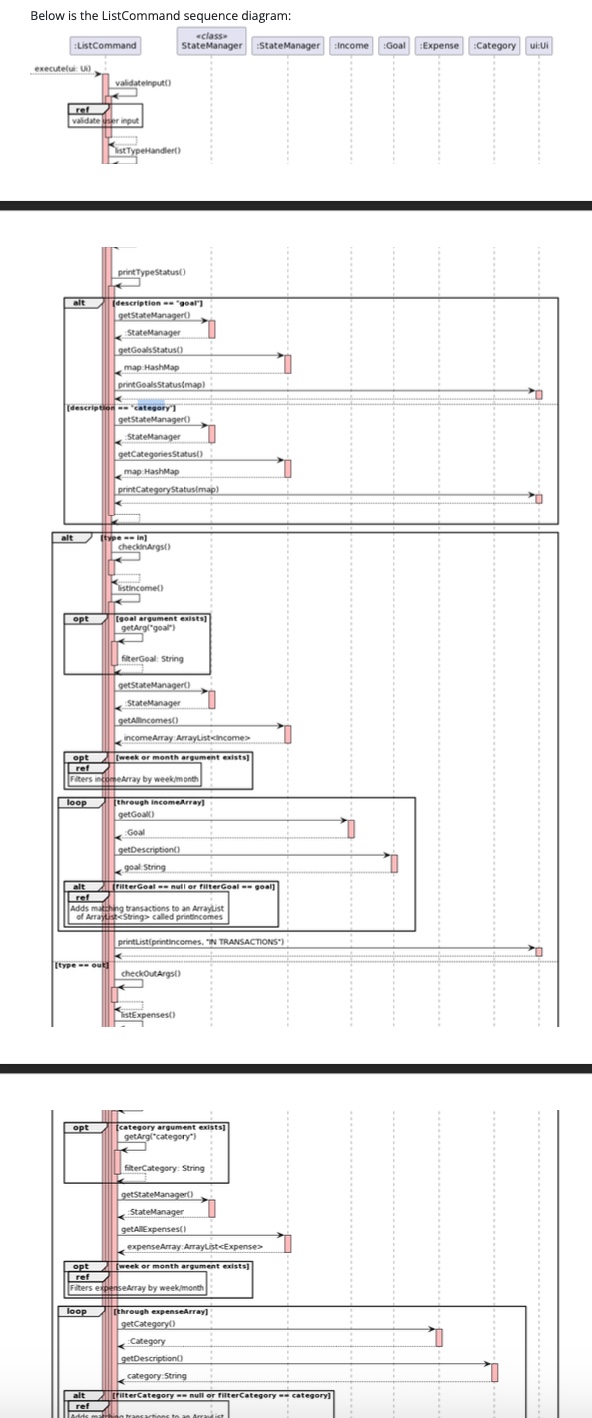 Below is the ListCommand sequence diagram:
«class»
:ListCommand StateManager :StateManager :Income :Goal :Expense :Category ui:Ui
execute(ui: Ui)
validateInput()
ref
validate user input
listTypeHandler()
printTypeStatus()
alt [description == "goal"]
getStateManager()
:StateManager
getGoalsStatus()
map:HashMap
printGoalsStatus(map)
[description == "category"]
getStateManager()
:StateManager
getCategoriesStatus()
map:HashMap
printCategoryStatus(map)
alt [type == in]
checkInArgs()
listIncome()
opt [goal argument exists]
getArg("goal")
filterGoal: String
getStateManager()
:StateManager
getAllIncomes()
incomeArray:ArrayList<Income>
opt [week or month argument exists]
ref
Filters incomeArray by week/month
loop [through incomeArray]
getGoal()
:Goal
getDescription()
goal:String
alt [filterGoal == null or filterGoal == goal]
ref
Adds matching transactions to an ArrayList
of ArrayList<String> called printIncomes
printList(printIncomes, "IN TRANSACTIONS")
[type == out]
checkOutArgs()
listExpenses()
opt [category argument exists]
getArg("category")
filterCategory: String
getStateManager()
:StateManager
getAllExpenses()
expenseArray:ArrayList<Expense>
opt [week or month argument exists]
ref
Filters expenseArray by week/month
loop [through expenseArray]
getCategory()
:Category
getDescription()
category:String
alt [filterCategory == null or filterCategory == category]
ref
Adds matching transactions to an ArrayList